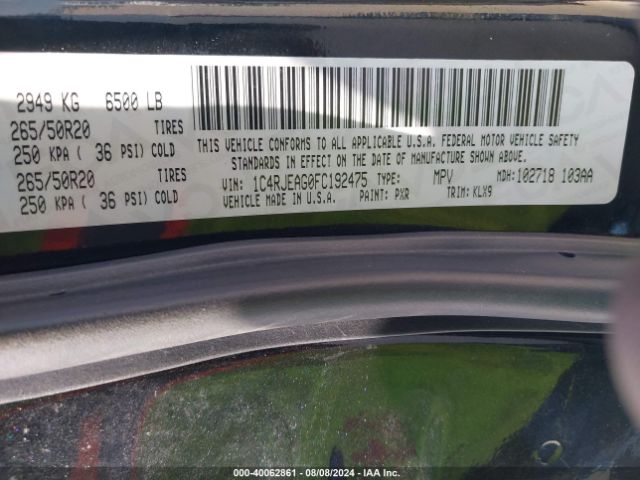 2949 KG 6500 LB
265/50R20 TIRES
250 KPA ( 36 PSI) COLD
265/50R20 TIRES
250 KPA ( 36 PSI) COLD
THIS VEHICLE CONFORMS TO ALL APPLICABLE U.S.A. FEDERAL MOTOR VEHICLE SAFETY
STANDARDS IN EFFECT ON THE DATE OF MANUFACTURE SHOWN ABOVE.
VIN: 1C4RJEAG0FC192475 TYPE: MPV MDH: 102718 103AA
VEHICLE MADE IN U.S.A. PAINT: PXR TRIM: KLX9
000-40062861 - 08/08/2024 - IAA Inc.